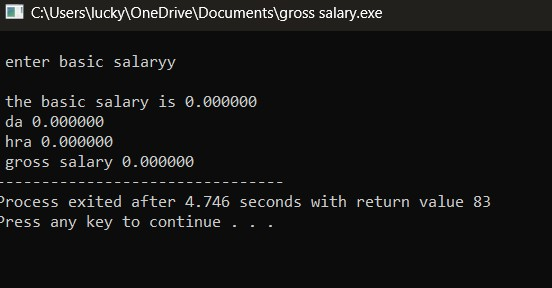 C:\Users\lucky\OneDrive\Documents\gross salary.exe
enter basic salaryy
the basic salary is 0.000000
da 0.000000
hra 0.000000
gross salary 0.000000
--------------------------------
Process exited after 4.746 seconds with return value 83
Press any key to continue . . .